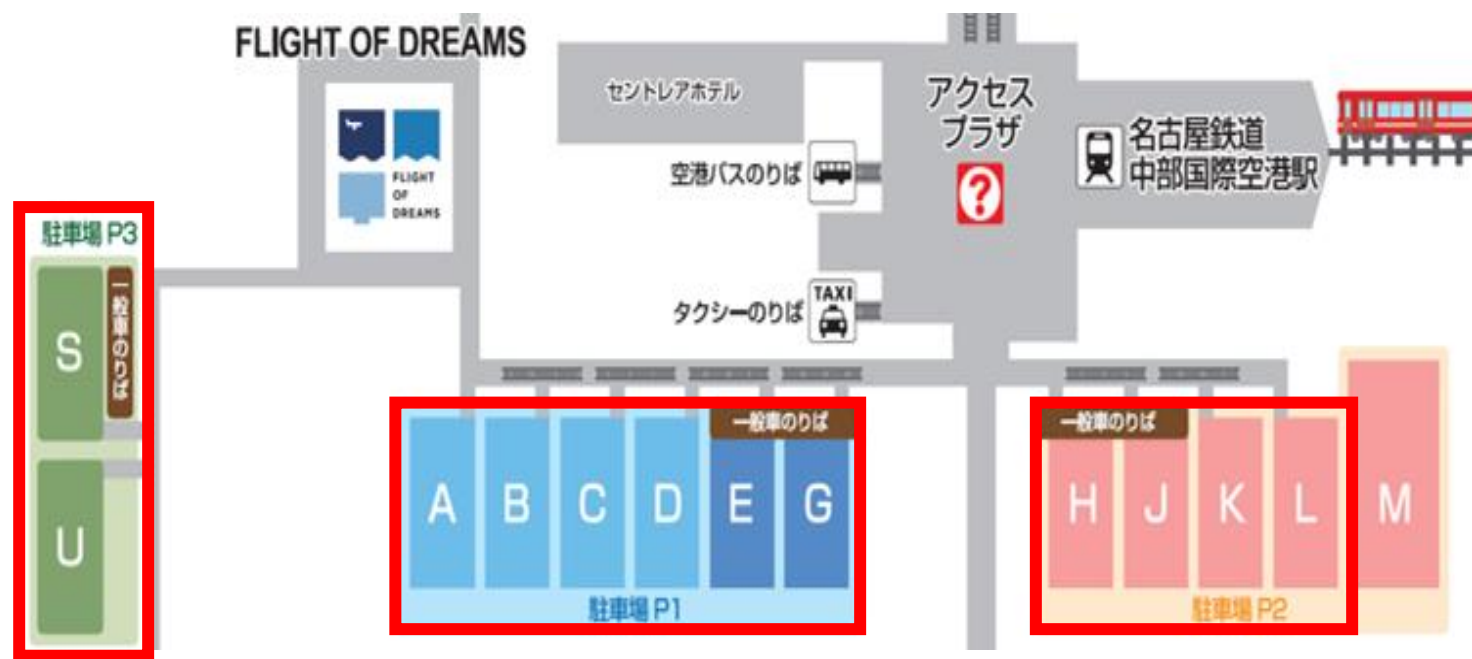 FLIGHT OF DREAMS
セントレアホテル
アクセス
プラザ
名古屋鉄道
中部国際空港駅
空港バスのりば
FLIGHT
OF
DREAMS
駐車場 P3
一般車のりば
S
U
タクシーのりば
TAXI
?
一般車のりば
A
B
C
D
E
G
駐車場 P1
一般車のりば
H
J
K
L
M
駐車場 P2